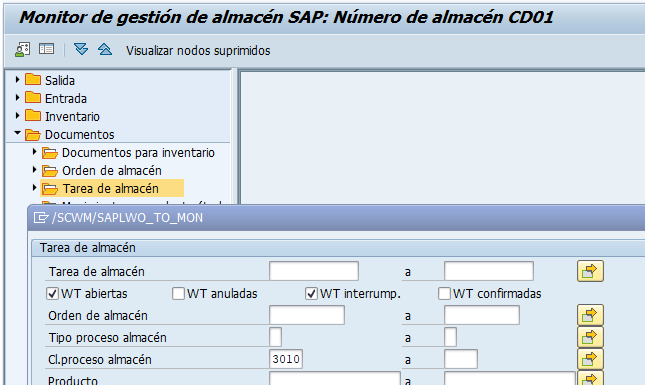 Monitor de gestión de almacén SAP: Número de almacén CD01
Visualizar nodos suprimidos
Salida
Entrada
Inventario
Documentos
Documentos para inventario
Orden de almacén
Tarea de almacén
/SCWM/SAPLWO_TO_MON
Tarea de almacén
Tarea de almacén a
WT abiertas WT anuladas WT interrump. WT confirmadas
Orden de almacén a
Tipo proceso almacén a
Cl.proceso almacén 3010 a
Producto a